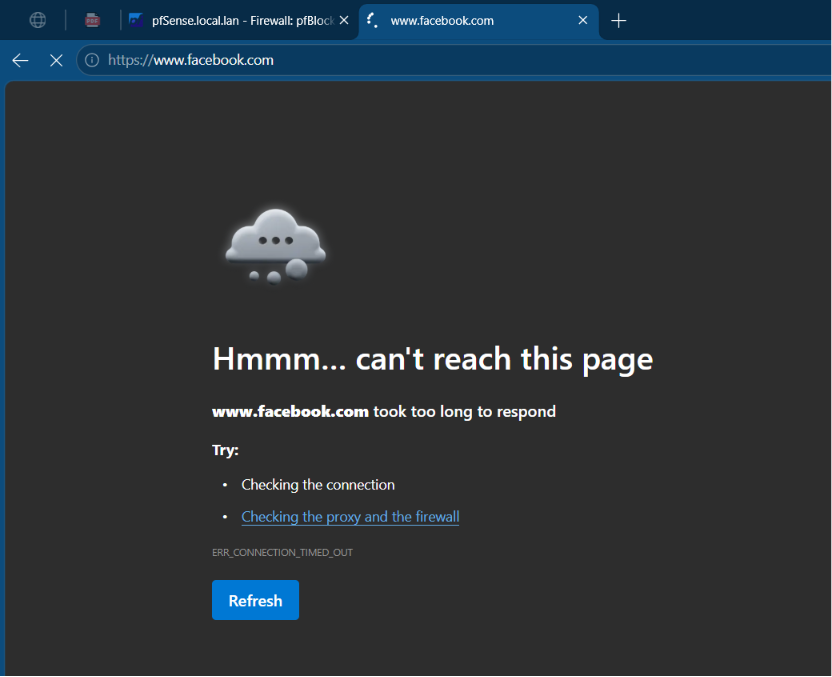 PDF
pfSense.local.lan - Firewall: pfBlock
www.facebook.com
https://www.facebook.com
Hmmm... can't reach this page
www.facebook.com took too long to respond
Try:
• Checking the connection
• Checking the proxy and the firewall
ERR_CONNECTION_TIMED_OUT
Refresh